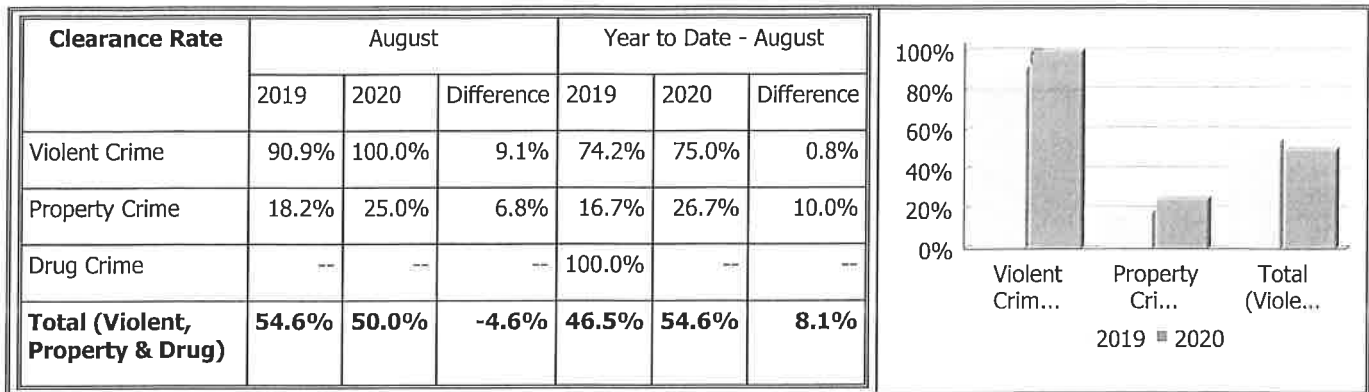 Clearance Rate August Year to Date - August
2019 2020 Difference 2019 2020 Difference
Violent Crime 90.9% 100.0% 9.1% 74.2% 75.0% 0.8%
Property Crime 18.2% 25.0% 6.8% 16.7% 26.7% 10.0%
Drug Crime -- -- -- 100.0% -- --
Total (Violent, 54.6% 50.0% -4.6% 46.5% 54.6% 8.1%
Property & Drug)
100%
80%
60%
40%
20%
0%
Violent Property Total
Crim... Cri... (Viole...
2019 2020